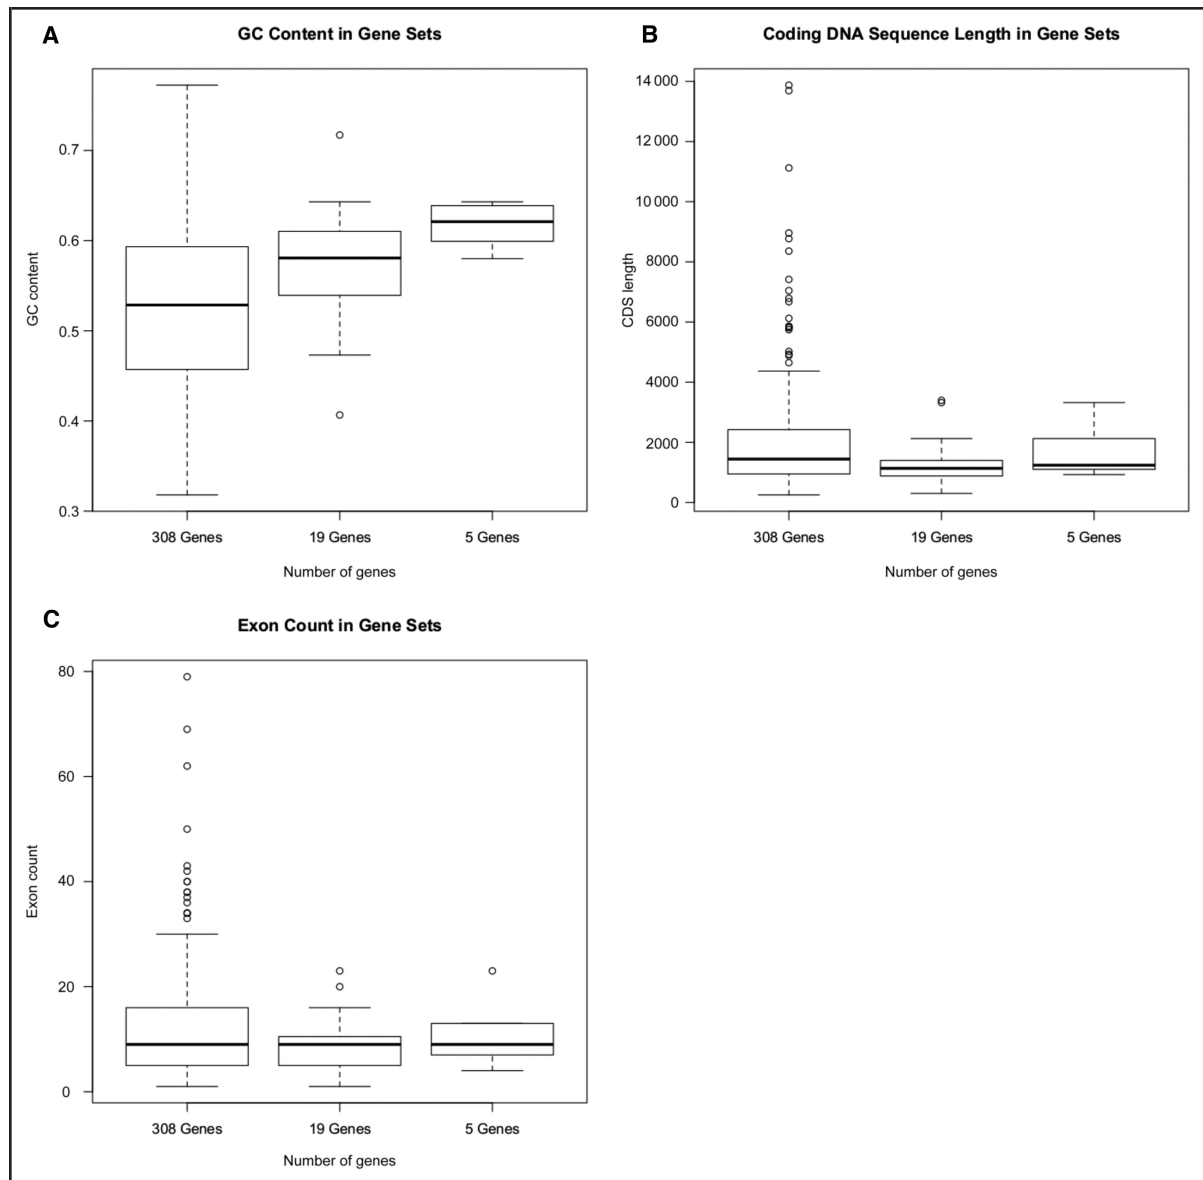 A
GC Content in Gene Sets
0.7
0.6
0.5
0.4
0.3
GC content
308 Genes 19 Genes 5 Genes
Number of genes
B
Coding DNA Sequence Length in Gene Sets
14 000
12 000
10 000
8000
6000
4000
2000
0
CDS length
308 Genes 19 Genes 5 Genes
Number of genes
C
Exon Count in Gene Sets
80
60
40
20
0
Exon count
308 Genes 19 Genes 5 Genes
Number of genes